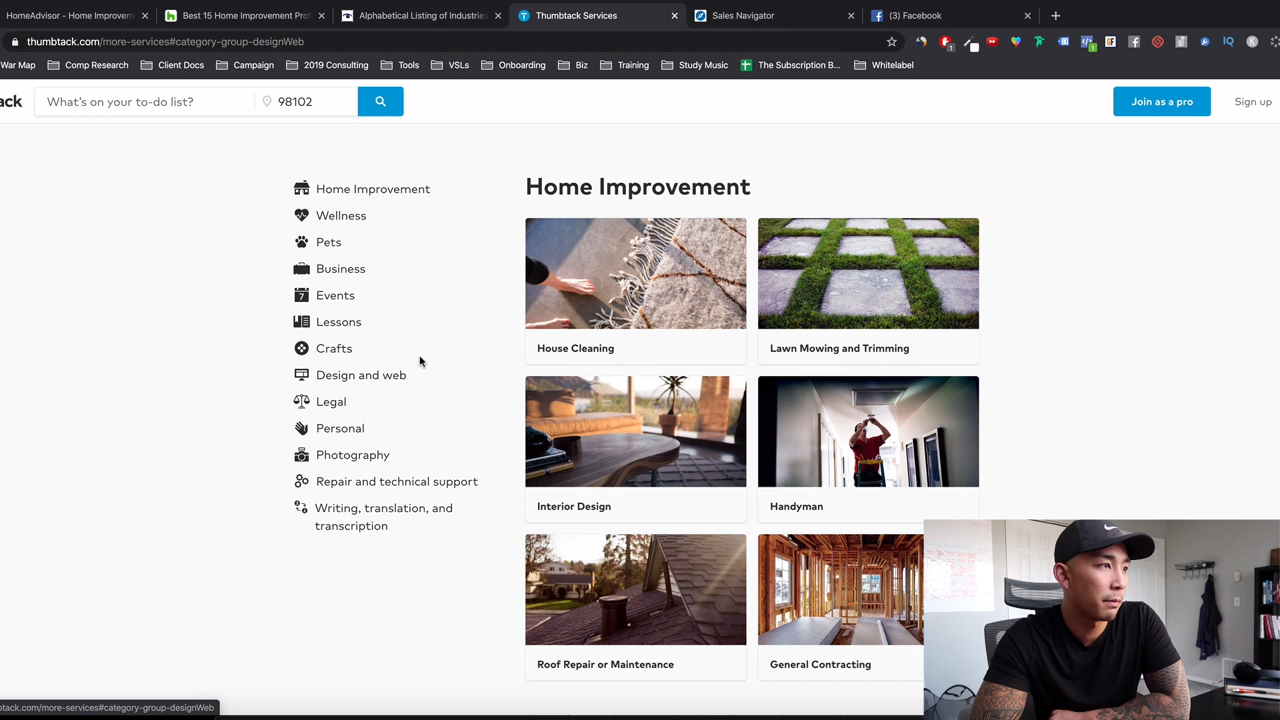 HomeAdvisor - Home Improvem
Best 15 Home Improvement Prof
Alphabetical Listing of Industries
Thumbtack Services
Sales Navigator
(3) Facebook
thumbtack.com/more-services#category-group-designWeb
War Map
Comp Research
Client Docs
Campaign
2019 Consulting
Tools
VSLs
Onboarding
Biz
Training
Study Music
The Subscription B...
Whitelabel
ack
What's on your to-do list?
98102
Join as a pro
Sign up
Home Improvement
Wellness
Pets
Business
7
Events
Lessons
Crafts
Design and web
Legal
Personal
Photography
Repair and technical support
Writing, translation, and
transcription
Home Improvement
House Cleaning
Lawn Mowing and Trimming
Interior Design
Handyman
Roof Repair or Maintenance
General Contracting
btack.com/more-services#category-group-designWeb